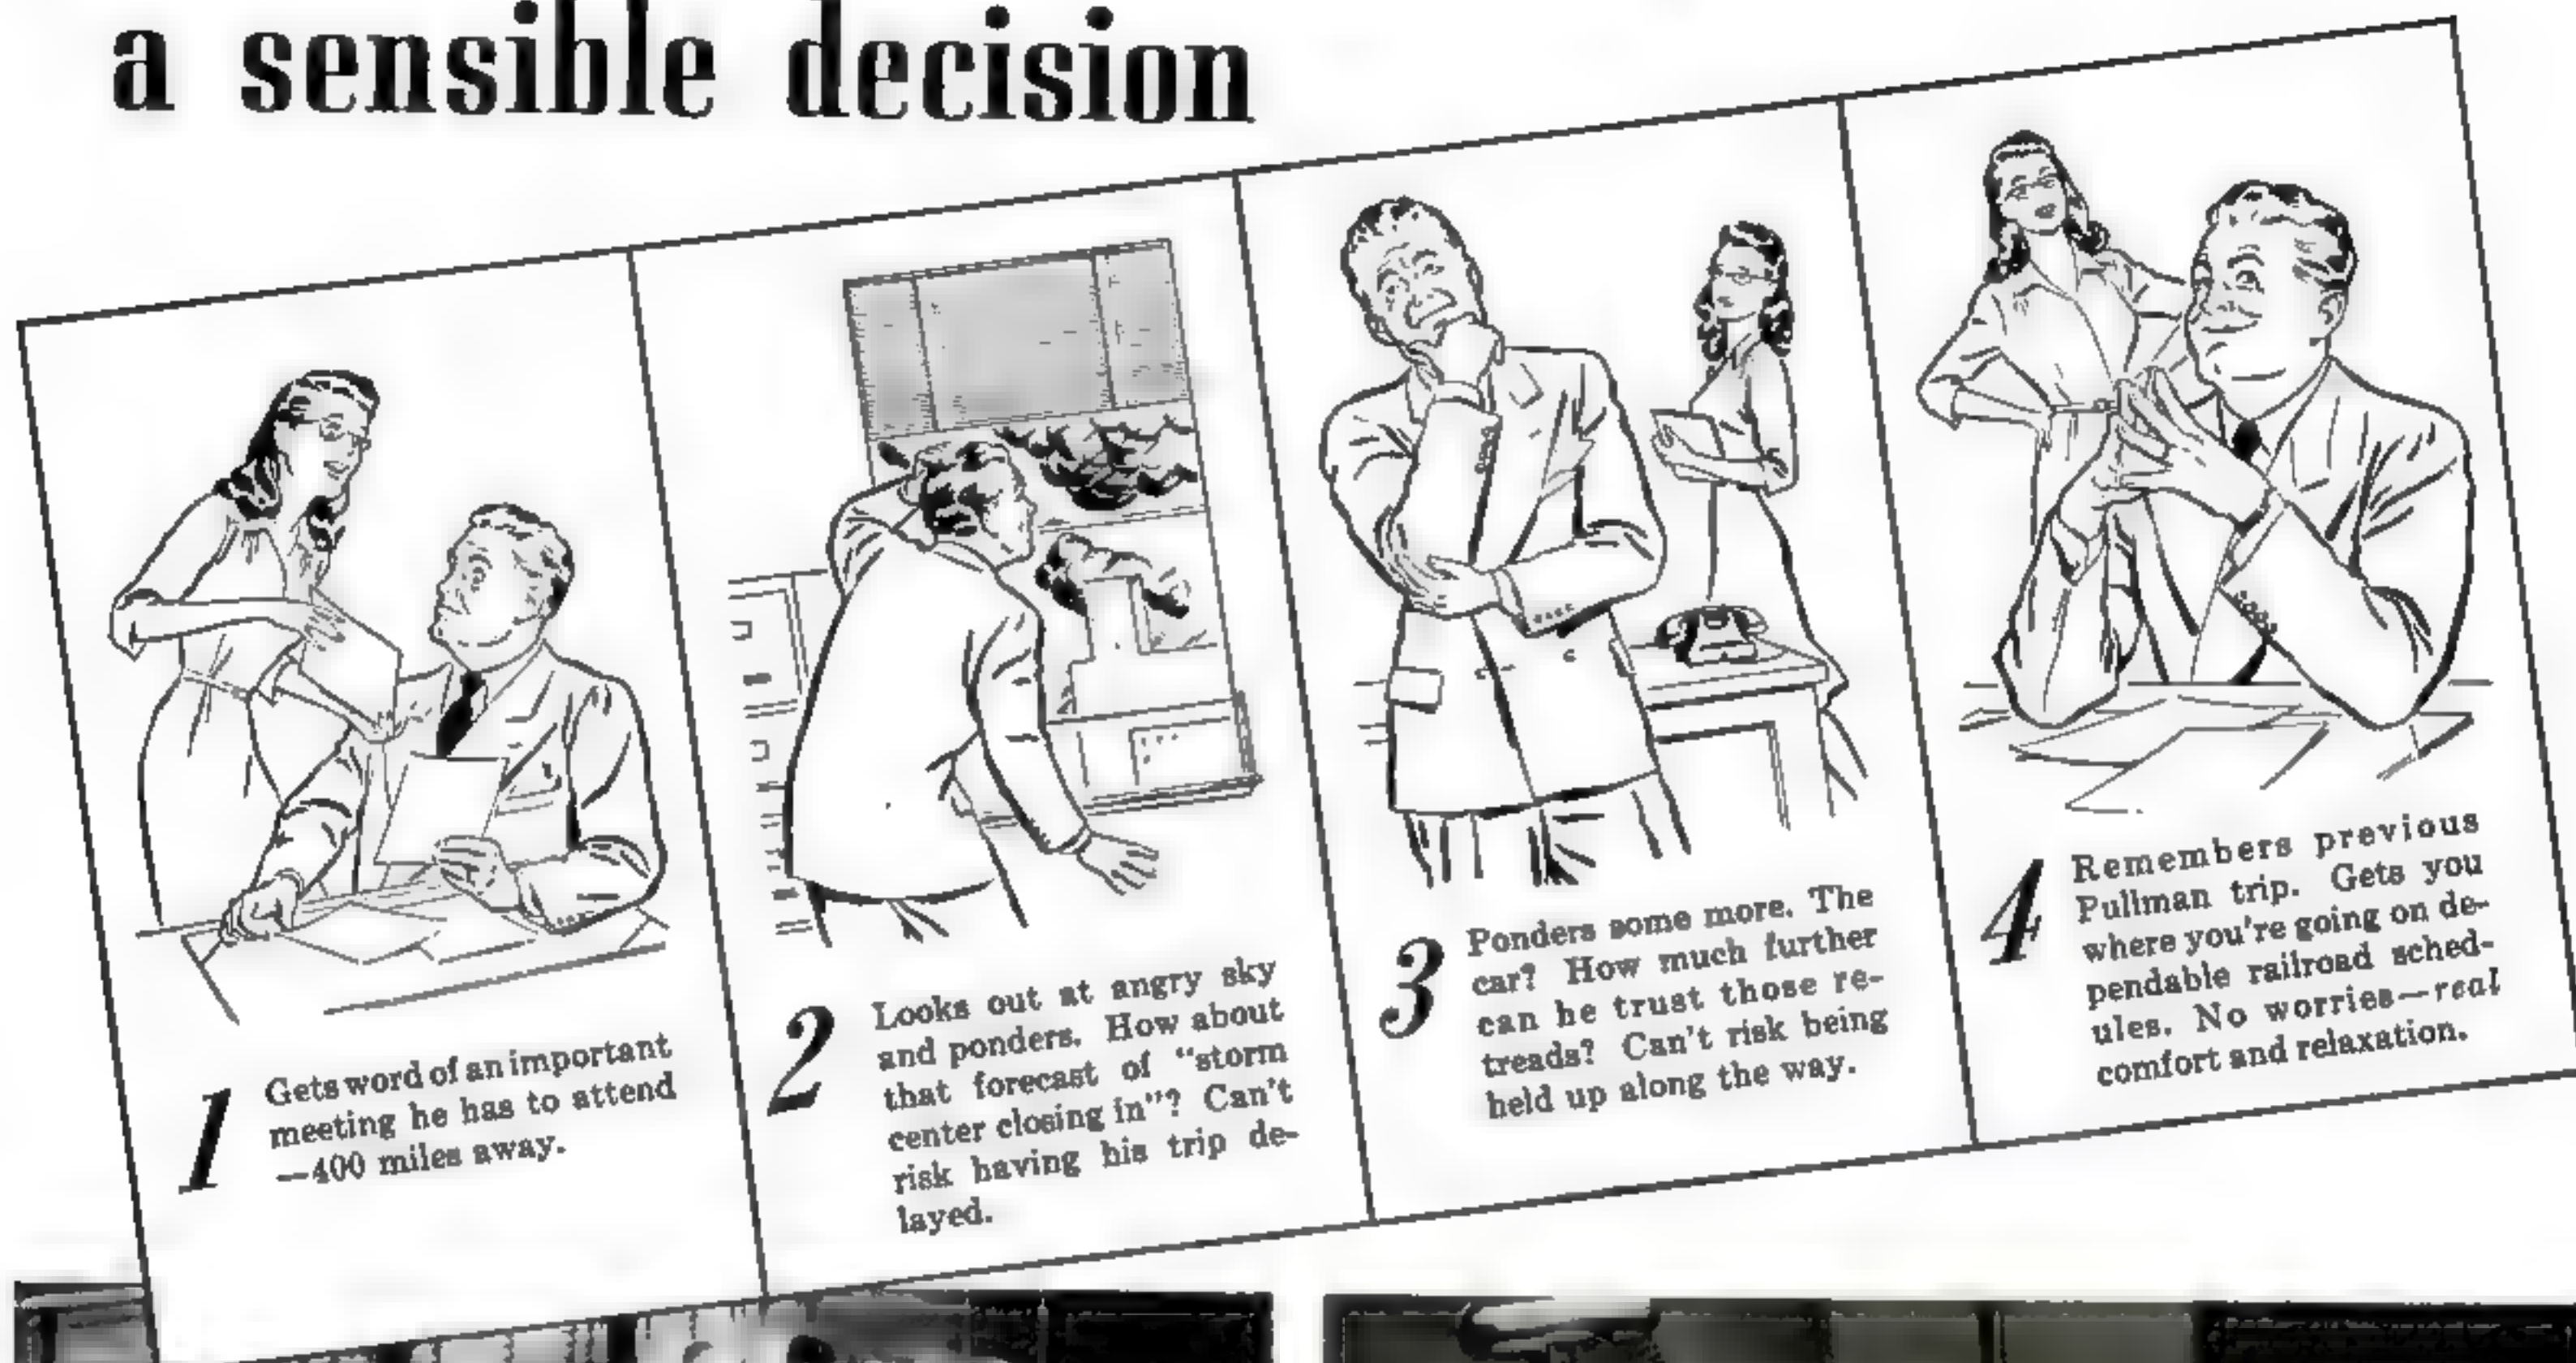 a sensible decision
1
Gets word of an important
meeting he has to attend
—400 miles away.
2
Looks out at angry sky
and ponders. How about
that forecast of "storm
center closing in"? Can't
risk having his trip de-
layed.
3
Ponders some more. The
car? How much further
can he trust those re-
treads? Can't risk being
held up along the way.
4
Remembers previous
Pullman trip. Gets you
where you're going on de-
pendable railroad sched-
ules. No worries—real
comfort and relaxation.